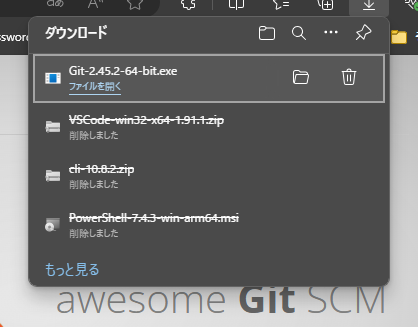 ああ
ssword
ダウンロード
Git-2.45.2-64-bit.exe
ファイルを開く
VSCode-win32-x64-1.91.1.zip
削除しました
cli-10.8.2.zip
削除しました
PowerShell-7.4.3-win-arm64.msi
削除しました
もっと見る
awesome Git SCM